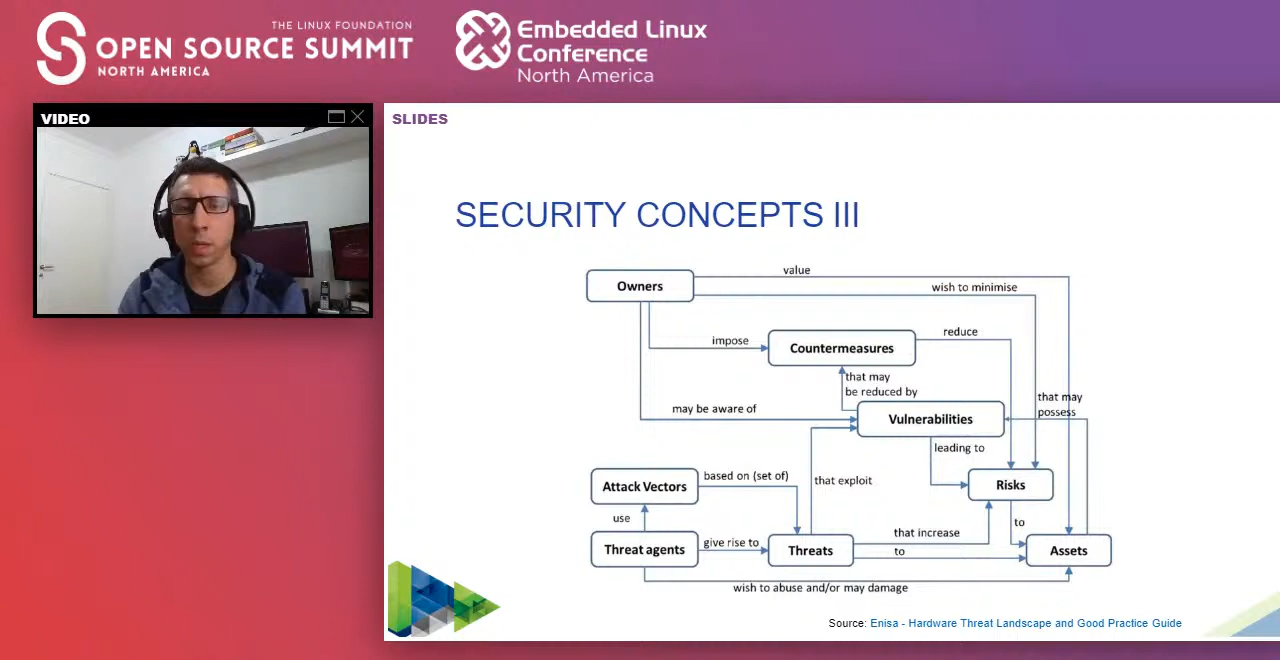 THE LINUX FOUNDATION
OPEN SOURCE SUMMIT
NORTH AMERICA
Embedded Linux
Conference
North America
VIDEO
SLIDES
SECURITY CONCEPTS III
value
Owners
wish to minimise
reduce
impose
Countermeasures
that may
be reduced by
that may
possess
may be aware of
Vulnerabilities
leading to
based on (set of)
that exploit
Attack Vectors
Risks
use
to
that increase
give rise to
Threat agents
Threats
to
Assets
wish to abuse and/or may damage
Source: Enisa - Hardware Threat Landscape and Good Practice Guide